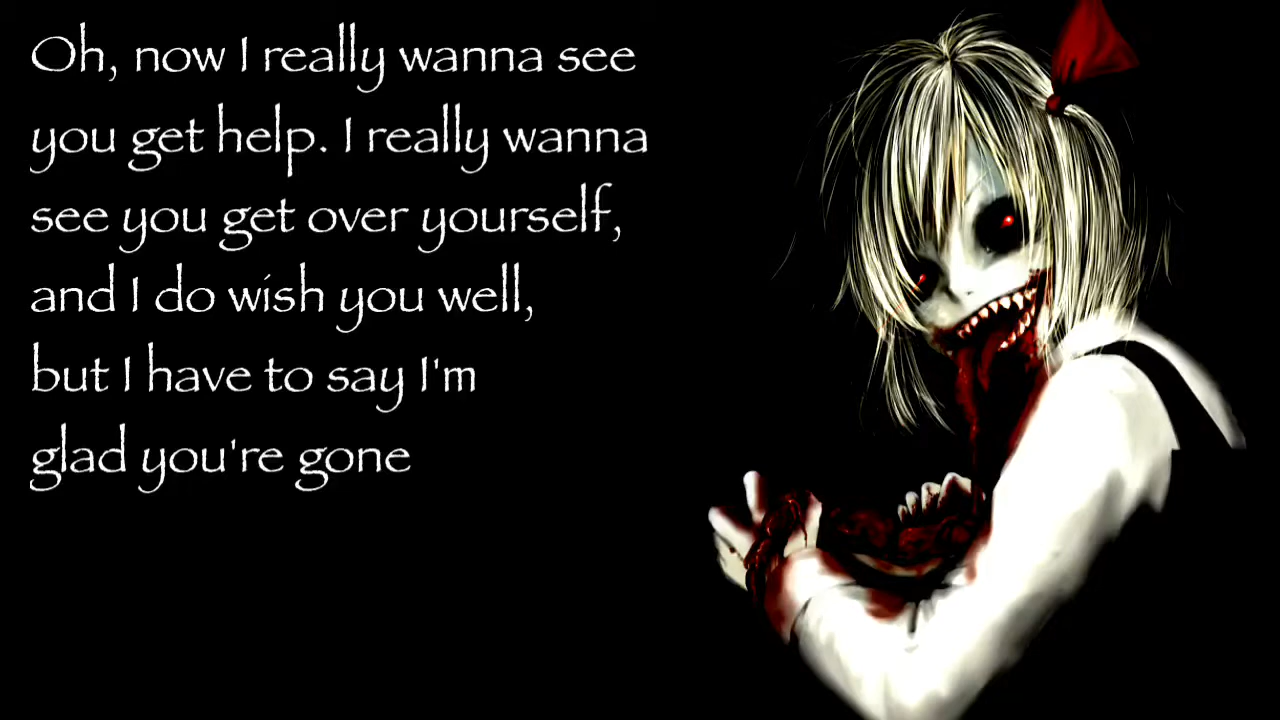 Oh, now I really wanna see
you get help. I really wanna
see you get over yourself,
and I do wish you well,
but I have to say I'm
glad you're gone